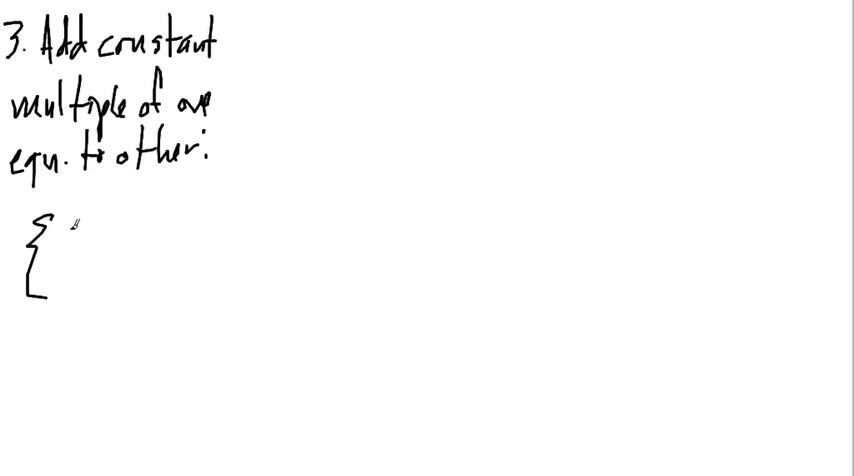 3. Add constant
multiple of one
equ. to other:
{